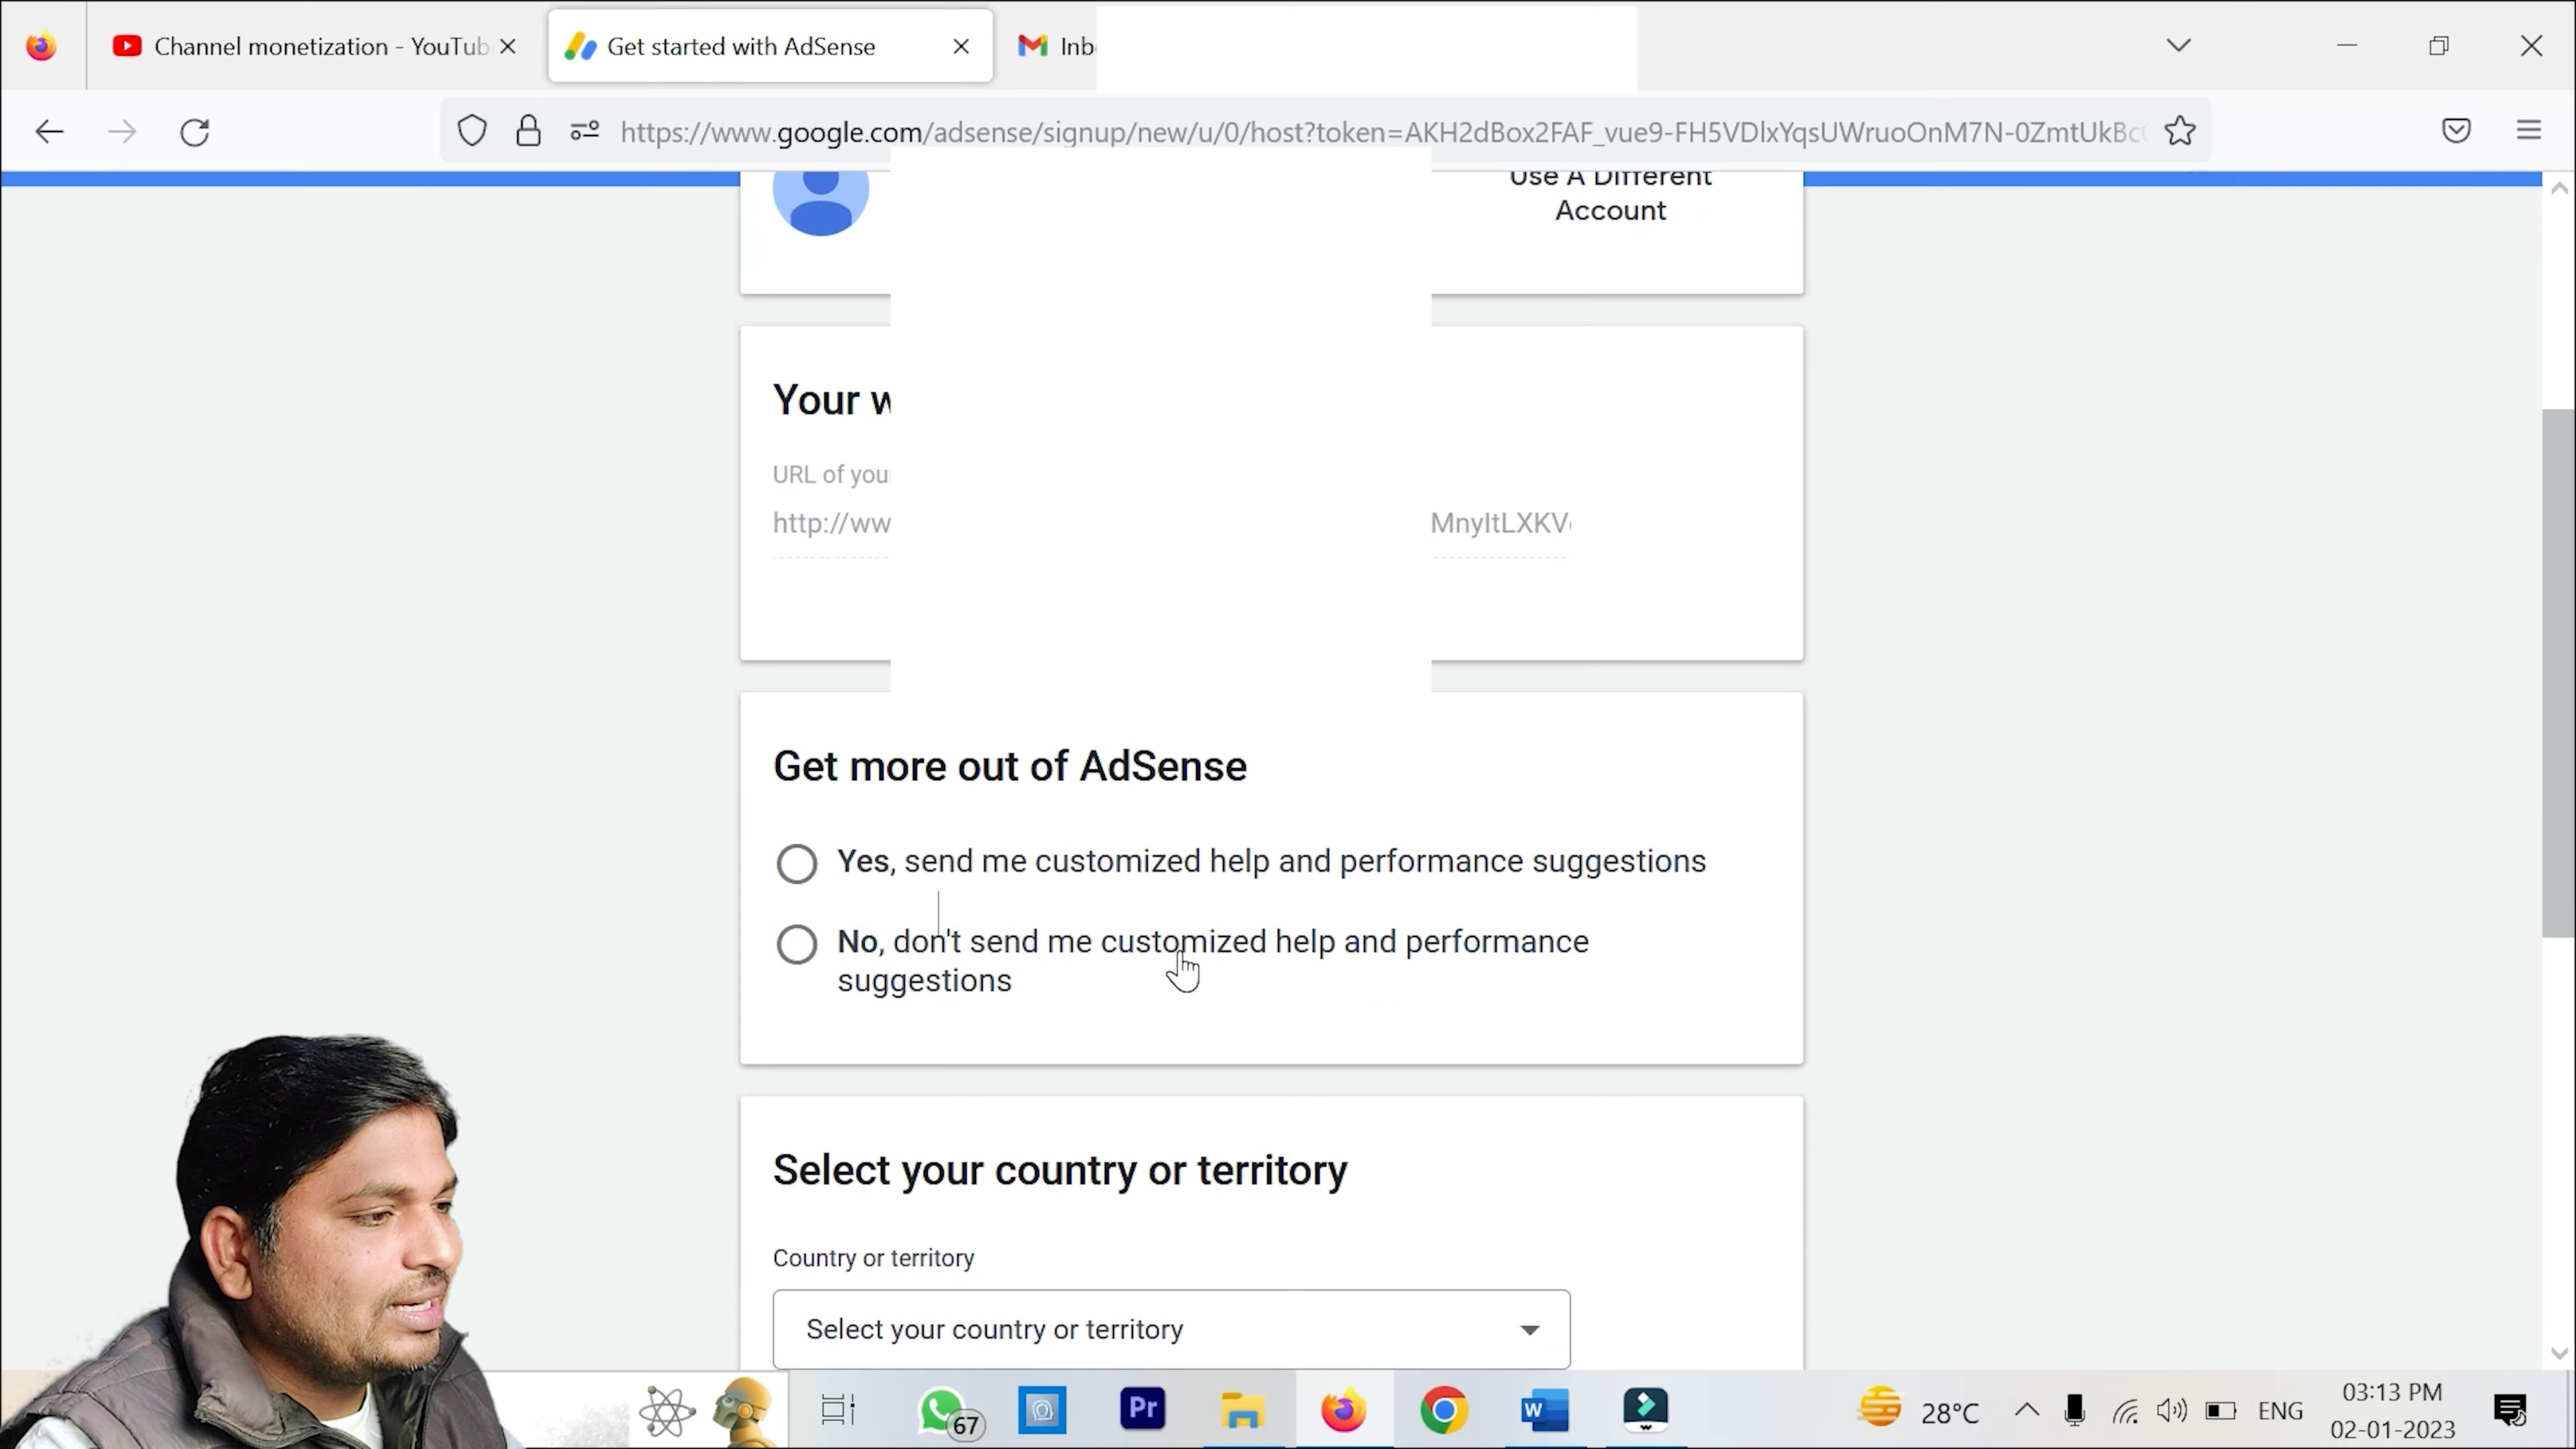 Channel monetization - YouTub
Get started with AdSense
Inb
https://www.google.com/adsense/signup/new/u/0/host?token=AKH2dBox2FAF_vue9-FH5VDlxYqsUWruoOnM7N-0ZmtUkBc
Use A Different
Account
Your w
URL of you
http://ww
MnyItLXKV
Get more out of AdSense
Yes, send me customized help and performance suggestions
No, don't send me customized help and performance
suggestions
Select your country or territory
Country or territory
Select your country or territory
67
Pr
W
28°C
ENG
03:13 PM
02-01-2023